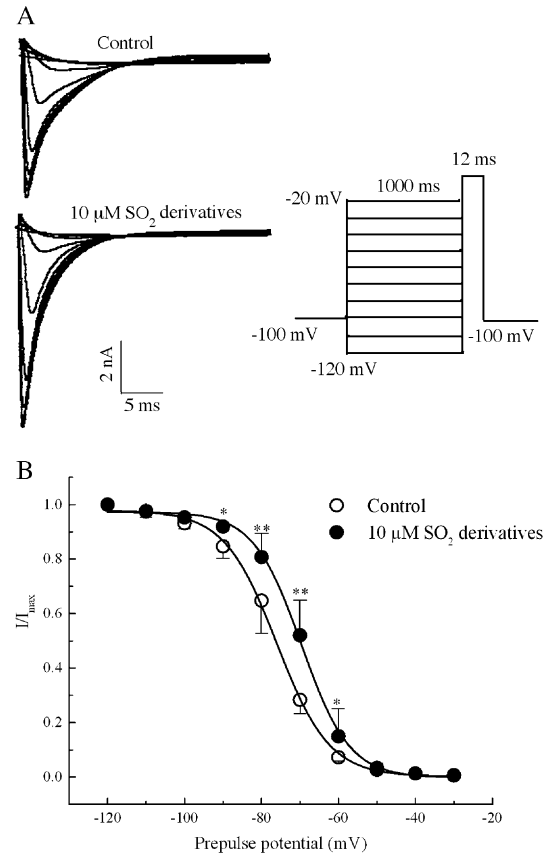 A
Control
10 µM SO₂ derivatives
2 nA
5 ms
12 ms
-20 mV
1000 ms
-100 mV
-100 mV
-120 mV
B
Control
10 µM SO₂ derivatives
1.0
0.8
0.6
0.4
0.2
0.0
I/Imax
*
**
**
*
-120
-100
-80
-60
-40
-20
Prepulse potential (mV)